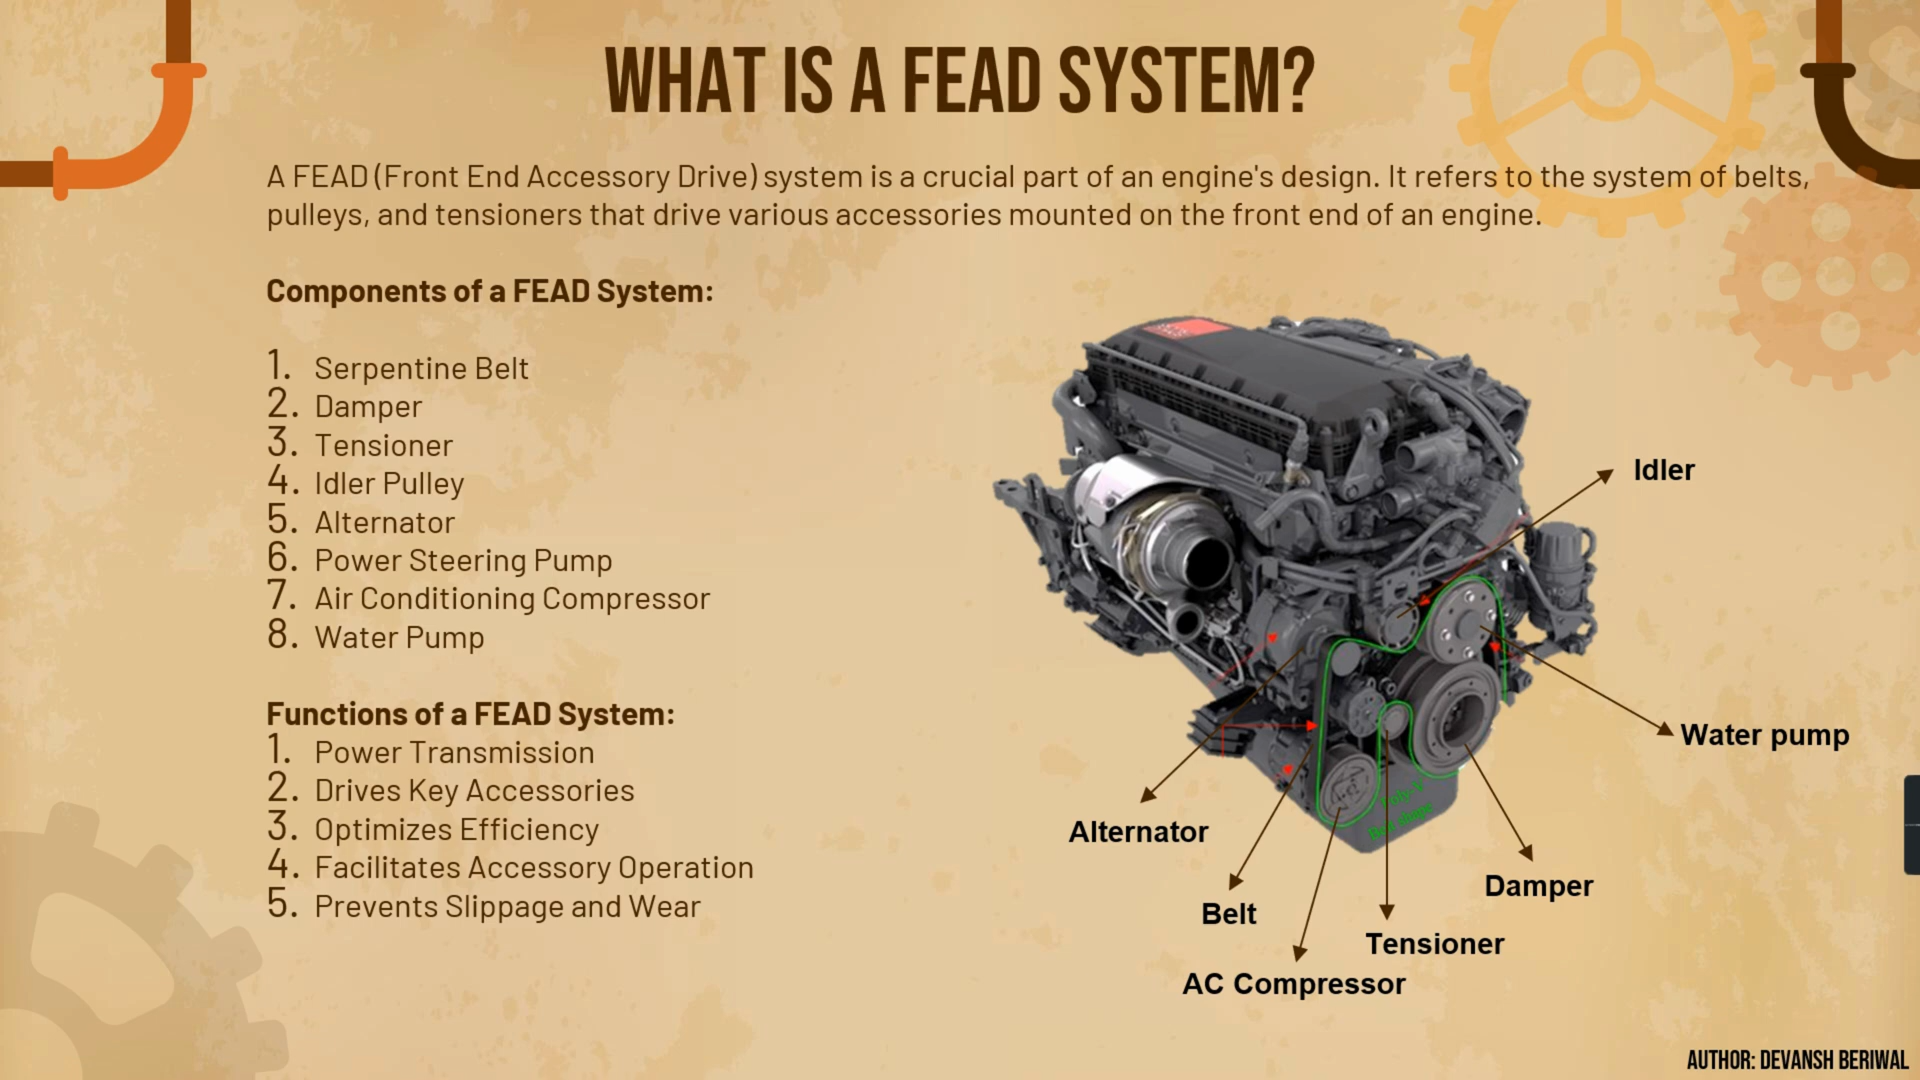 WHAT IS A FEAD SYSTEM?
A FEAD (Front End Accessory Drive) system is a crucial part of an engine's design. It refers to the system of belts,
pulleys, and tensioners that drive various accessories mounted on the front end of an engine.
Components of a FEAD System:
1. Serpentine Belt
2. Damper
3. Tensioner
4. Idler Pulley
5. Alternator
6. Power Steering Pump
7. Air Conditioning Compressor
8. Water Pump
Functions of a FEAD System:
1. Power Transmission
2. Drives Key Accessories
3. Optimizes Efficiency
4. Facilitates Accessory Operation
5. Prevents Slippage and Wear
Idler
Water pump
Alternator
Damper
Belt
Tensioner
AC Compressor
AUTHOR: DEVANSH BERIWAL